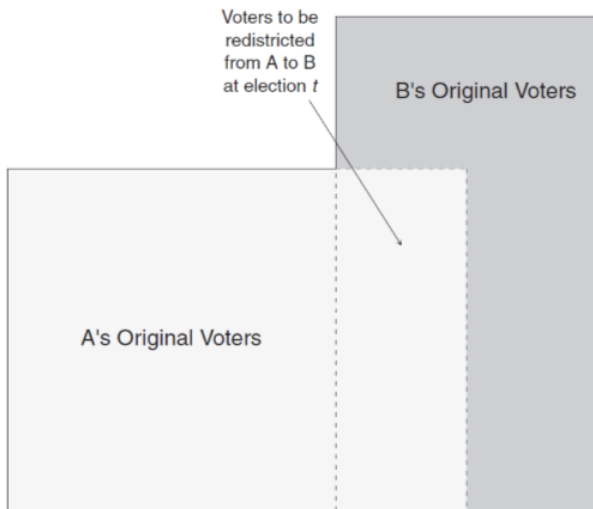 Voters to be
redistricted
from A to B
at election t
B's Original Voters
A's Original Voters